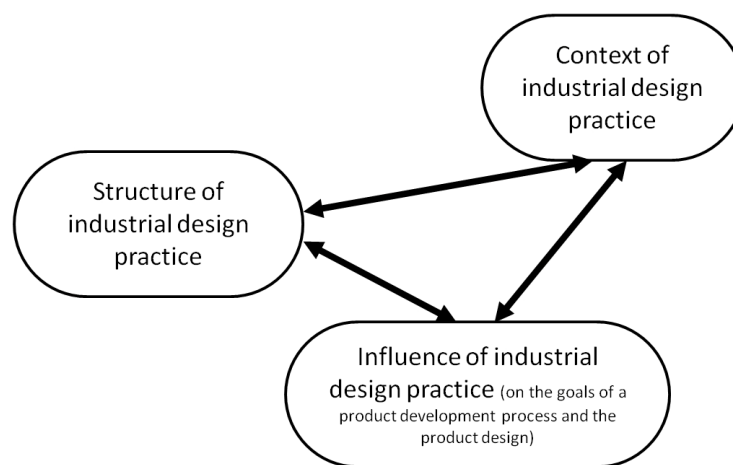 Context of
industrial design
practice
Structure of
industrial design
practice
Influence of industrial
design practice (on the goals of a
product development process and the
product design)